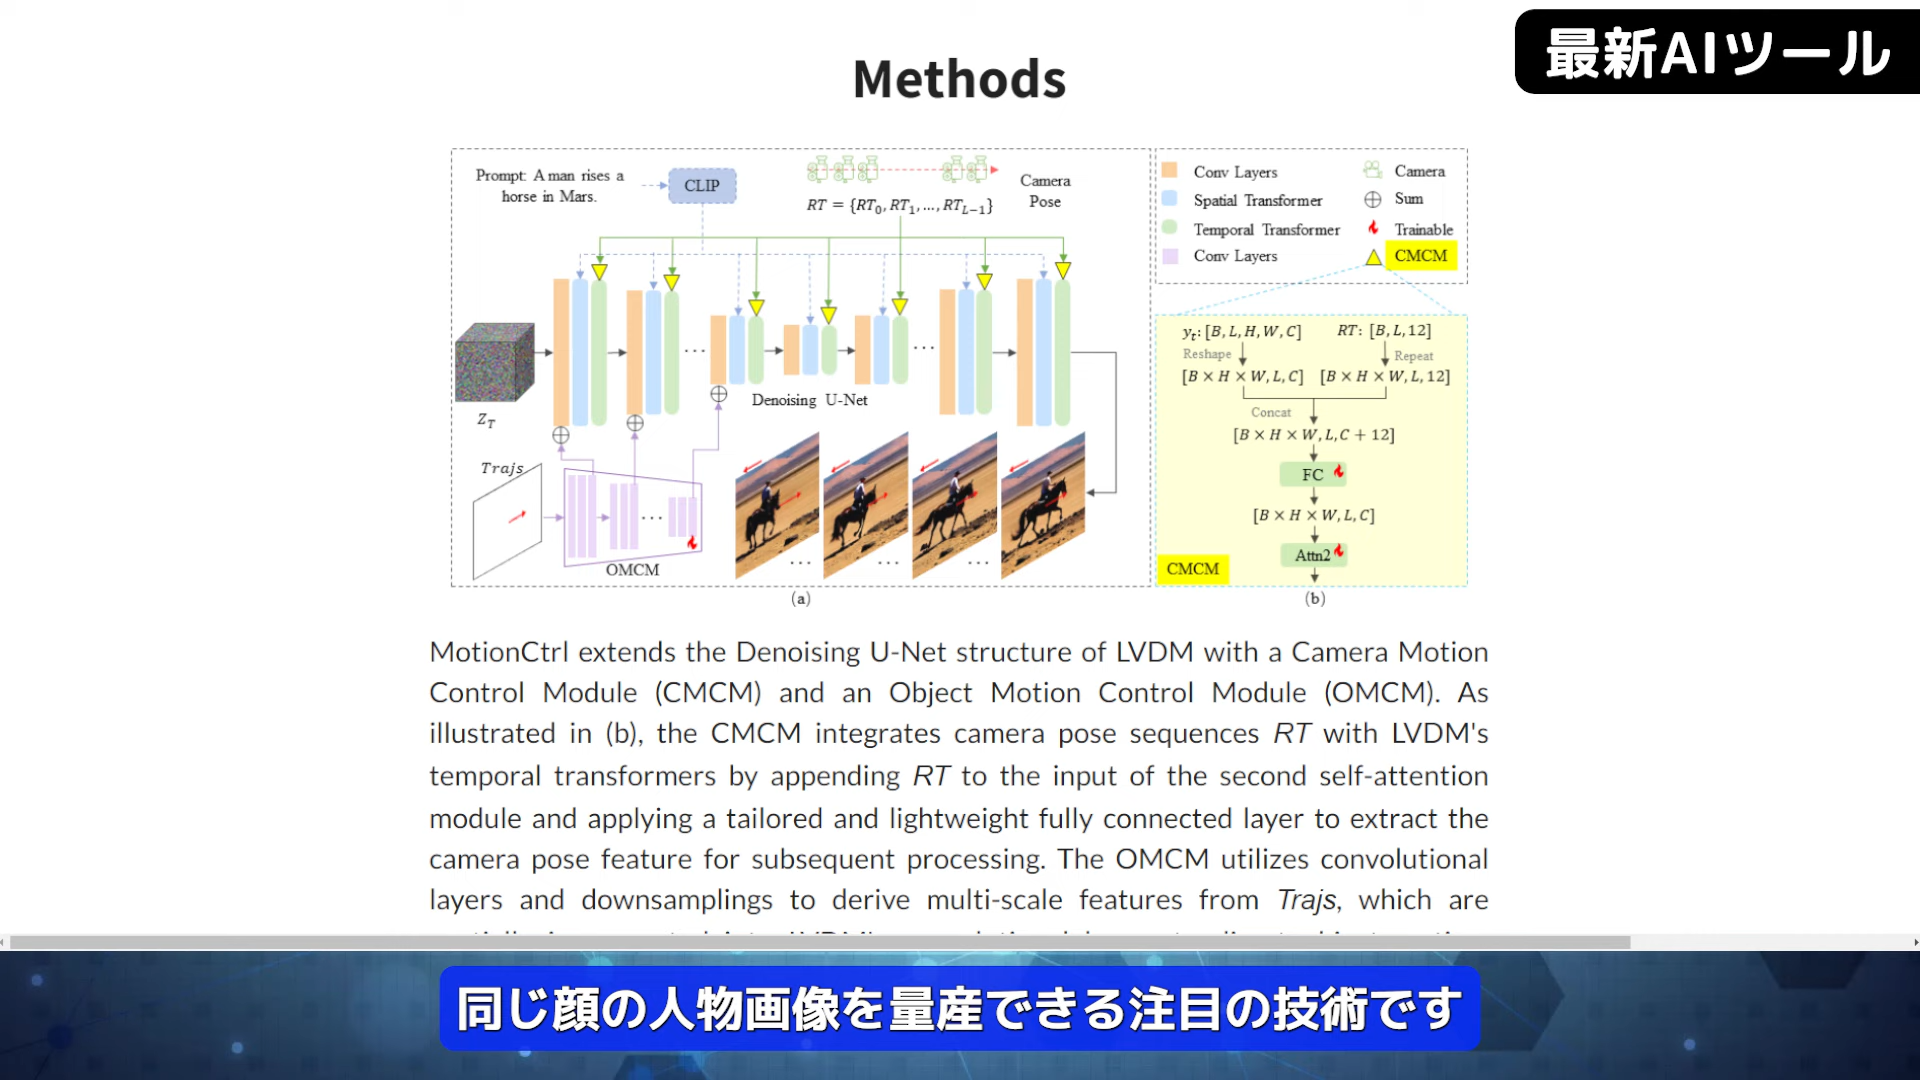 最新AIツール
Methods
Prompt: A man rises a
horse in Mars.
CLIP
RT = {RT0, RT1, ..., RTL−1}
Camera
Pose
ZT
Denoising U-Net
Trajs
OMCM
(a)
Conv Layers
Spatial Transformer
Temporal Transformer
Conv Layers
Camera
Sum
Trainable
CMCM
yt: [B, L, H, W, C]
RT: [B, L, 12]
Reshape
Repeat
[B × H × W, L, C]
[B × H × W, L, 12]
Concat
[B × H × W, L, C + 12]
FC
[B × H × W, L, C]
Attn2
CMCM
(b)
MotionCtrl extends the Denoising U-Net structure of LVDM with a Camera Motion
Control Module (CMCM) and an Object Motion Control Module (OMCM). As
illustrated in (b), the CMCM integrates camera pose sequences RT with LVDM's
temporal transformers by appending RT to the input of the second self-attention
module and applying a tailored and lightweight fully connected layer to extract the
camera pose feature for subsequent processing. The OMCM utilizes convolutional
layers and downsamplings to derive multi-scale features from Trajs, which are
同じ顔の人物画像を量産できる注目の技術です